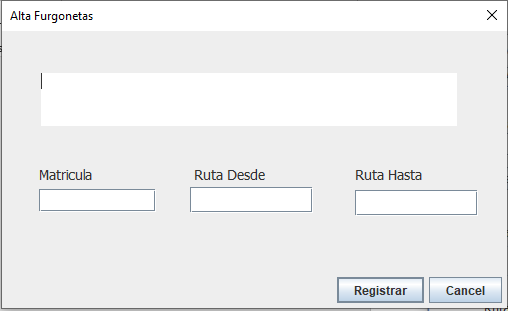 Alta Furgonetas
Matricula
Ruta Desde
Ruta Hasta
Registrar
Cancel